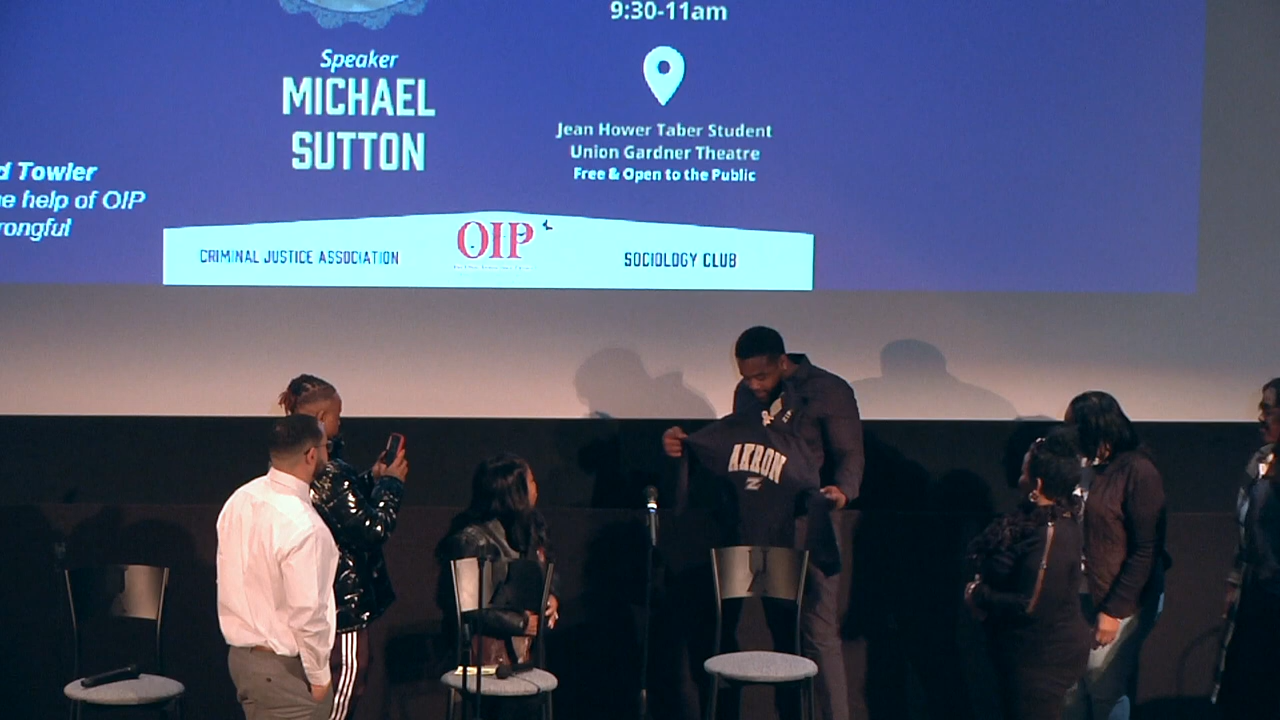 9:30-11am
Speaker
MICHAEL
SUTTON
Jean Hower Taber Student
Union Gardner Theatre
Free & Open to the Public
d Towler
e help of OIP
rongful
CRIMINAL JUSTICE ASSOCIATION
OIP
SOCIOLOGY CLUB
AKRON
Z